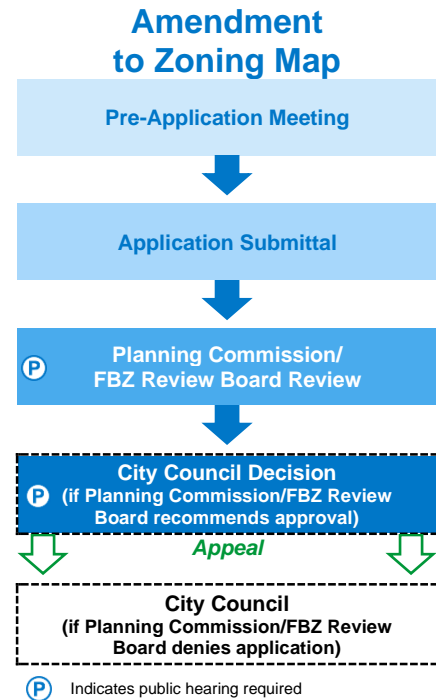 Amendment
to Zoning Map
Pre-Application Meeting
Application Submittal
P
Planning Commission/
FBZ Review Board Review
City Council Decision
P
(if Planning Commission/FBZ Review
Board recommends approval)
Appeal
City Council
(if Planning Commission/FBZ Review
Board denies application)
P Indicates public hearing required